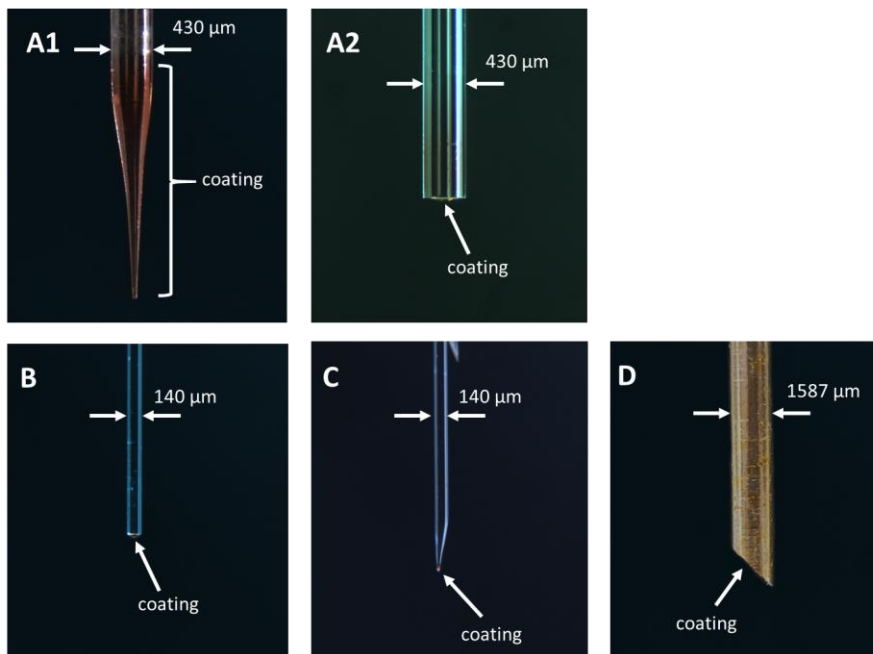 A1
430 µm
coating
A2
430 µm
coating
B
140 µm
coating
C
140 µm
coating
D
1587 µm
coating